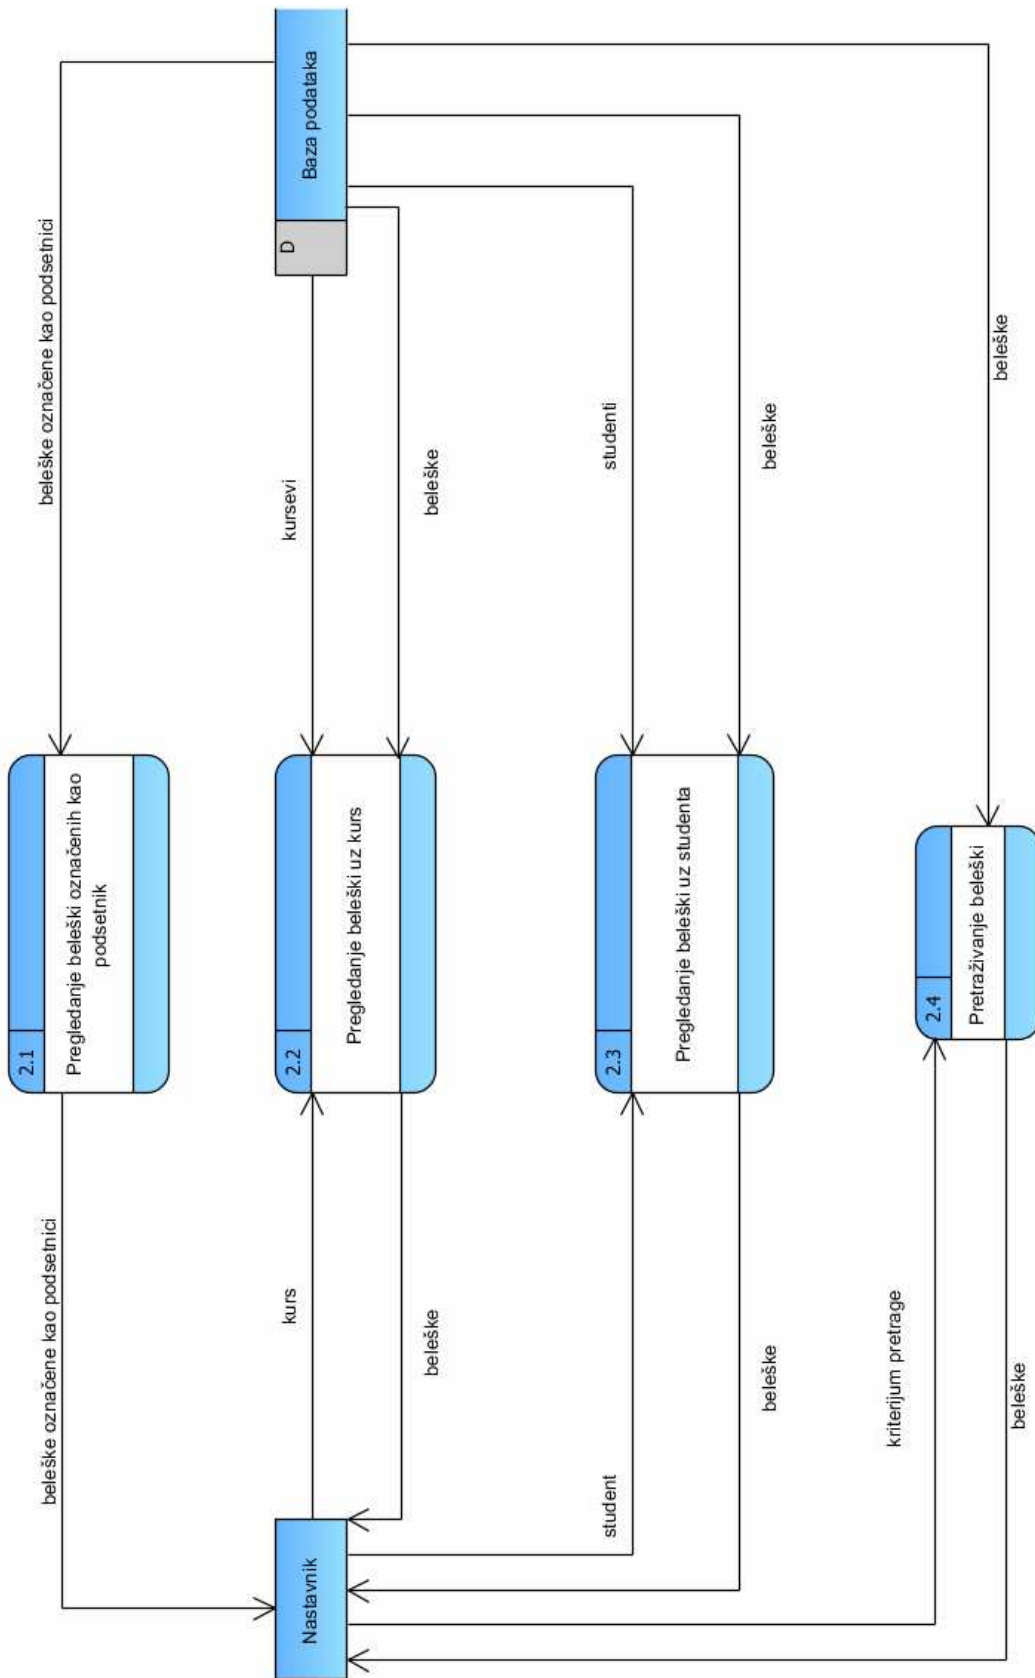 beleške označene kao podsetnici
2.1
Pregledanje beleški označenih kao
podsetnik
beleške označene kao podsetnici
Nastavnik
kurs
2.2
Pregledanje beleški uz kurs
kursevi
D
Baza podataka
beleške
beleške
student
2.3
Pregledanje beleški uz studenta
studenti
beleške
beleške
kriterijum pretrage
2.4
Pretraživanje beleški
beleške
beleške